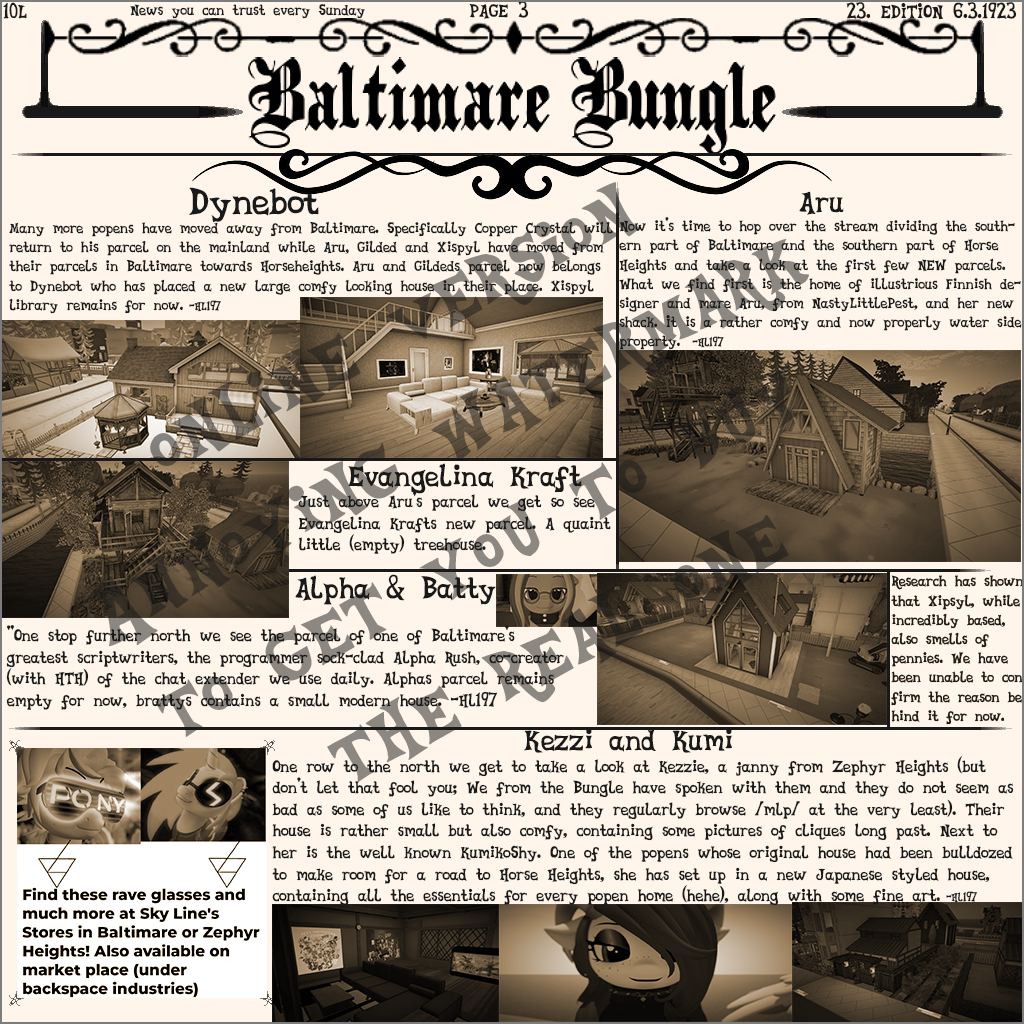 10L
News you can trust every Sunday
PAGE 3
23. EDITION 6.3.1923
Baltimare Bungle
Dynebot
Many more popens have moved away from Baltimare. Specifically Copper Crystal will
return to his parcel on the mainland while Aru, Gilded and Xispyl have moved from
their parcels in Baltimare towards Horseheights. Aru and Gildeds parcel now belongs
to Dynebot who has placed a new large comfy looking house in their place. Xispyl
Library remains for now. -HL197
Aru
Now it's time to hop over the stream dividing the south-
ern part of Baltimare and the southern part of Horse
Heights and take a look at the first few NEW parcels.
What we find first is the home of illustrious Finnish de-
signer and mare Aru, from NastyLittlePest, and her new
shack. It is a rather comfy and now properly water side
property. -HL197
Evangelina Kraft
Just above Aru's parcel we get so see
Evangelina Krafts new parcel. A quaint
little (empty) treehouse.
Alpha & Batty
"One stop further north we see the parcel of one of Baltimare's
greatest scriptwriters, the programmer sock-clad Alpha Rush, co-creator
(with HTH) of the chat extender we use daily. Alphas parcel remains
empty for now, brattys contains a small modern house. -HL197
Research has shown
that Xipsyl, while
incredibly based,
also smells of
pennies. We have
been unable to con
firm the reason be
hind it for now.
Kezzi and Kumi
One row to the north we get to take a look at Kezzie, a janny from Zephyr Heights (but
don't let that fool you; We from the Bungle have spoken with them and they do not seem as
bad as some of us like to think, and they regularly browse /mlp/ at the very least). Their
house is rather small but also comfy, containing some pictures of cliques long past. Next to
her is the well known KumikoShy. One of the popens whose original house had been bulldozed
to make room for a road to Horse Heights, she has set up in a new Japanese styled house,
containing all the essentials for every popen home (hehe), along with some fine art. -HL197
PONY
Find these rave glasses and
much more at Sky Line's
Stores in Baltimare or Zephyr
Heights! Also available on
market place (under
backspace industries)
ONLINE VERSION
ANNOYING WATERMARK
TO GET YOU TO BUY
THE REAL ONE